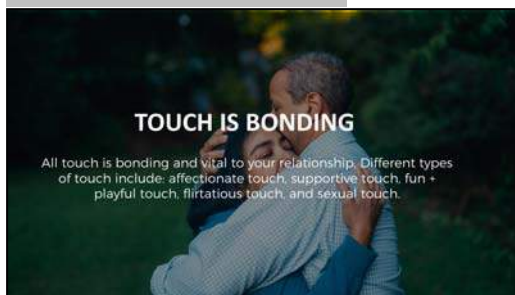 TOUCH IS BONDING
All touch is bonding and vital to your relationship. Different types
of touch include: affectionate touch, supportive touch, fun +
playful touch, flirtatious touch, and sexual touch.